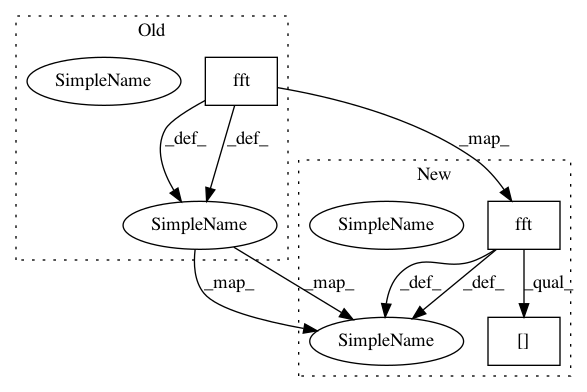 Old
SimpleName
fft
_def_
_def_
_map_
New
SimpleName
SimpleName
fft
_map_
_map_
_def_
_def_
_qual_
SimpleName
[]